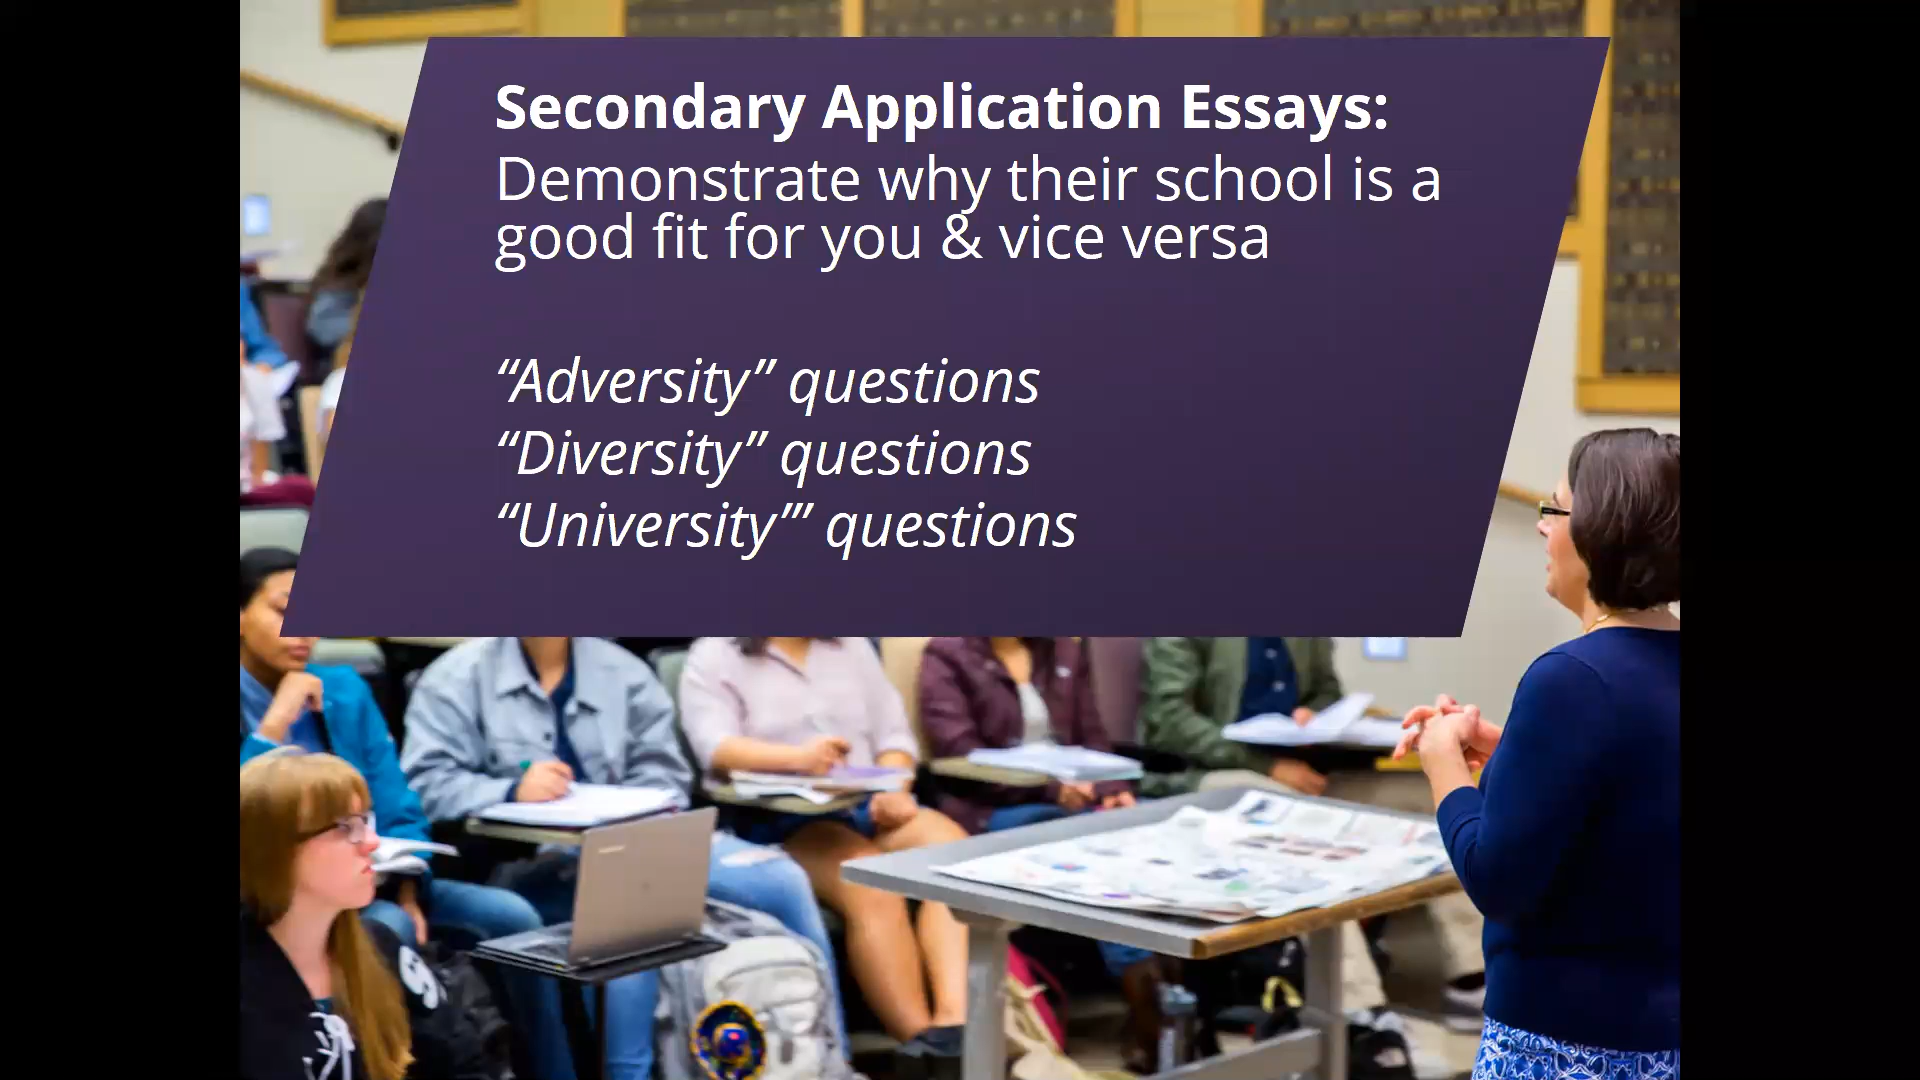 Secondary Application Essays:
Demonstrate why their school is a
good fit for you & vice versa
“Adversity” questions
“Diversity” questions
“University”’ questions